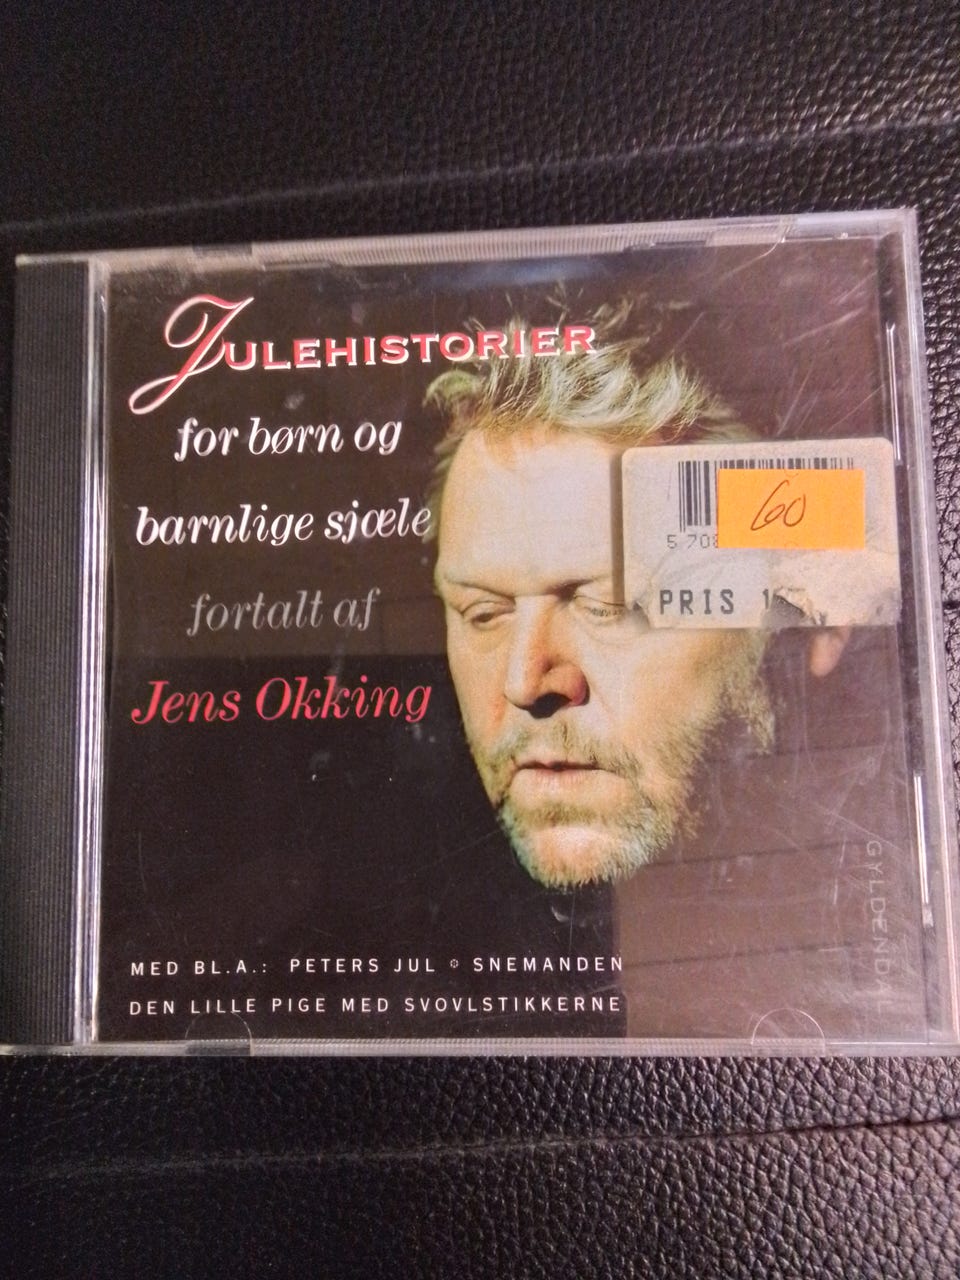 JULEHISTORIER
for børn og
barnlige sjæle
fortalt af
Jens Okking
60
5 708
PRIS
MED BL.A.: PETERS JUL ❄ SNEMANDEN
DEN LILLE PIGE MED SVOVLSTIKKERNE
GYLDENDAL